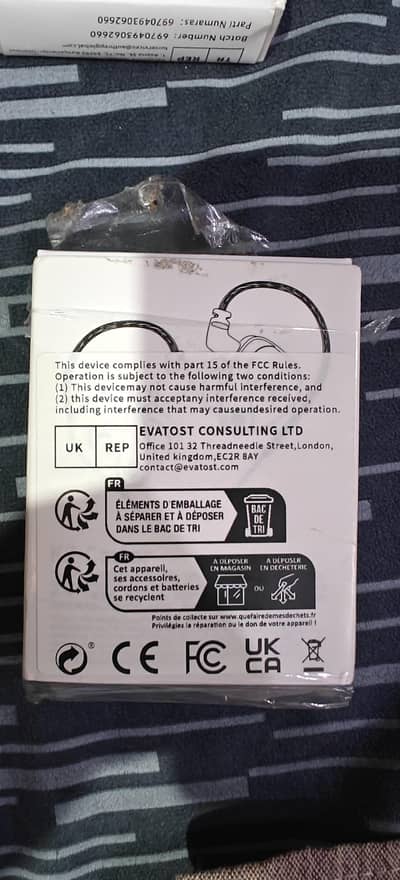 Parti Numarası: 6970493062660
Batch Number: 6970493062660
REP
This device complies with part 15 of the FCC Rules.
Operation is subject to the following two conditions:
(1) This devicemay not cause harmful interference, and
(2) this device must acceptany interference received,
including interference that may causeundesired operation.
UK REP
EVATOST CONSULTING LTD
Office 101 32 Threadneedle Street,London,
United kingdom,EC2R 8AY
contact@evatost.com
FR
ÉLÉMENTS D'EMBALLAGE
À SÉPARER ET À DÉPOSER
DANS LE BAC DE TRI
BAC
DE
TRI
FR
Cet appareil,
ses accessoires,
cordons et batteries
se recyclent
À DÉPOSER
EN MAGASIN
OU
À DÉPOSER
EN DÉCHÈTERIE
Points de collecte sur www.quefairedemesdechets.fr
Privilégiez la réparation ou le don de votre appareil !
® CE FC UK
CA